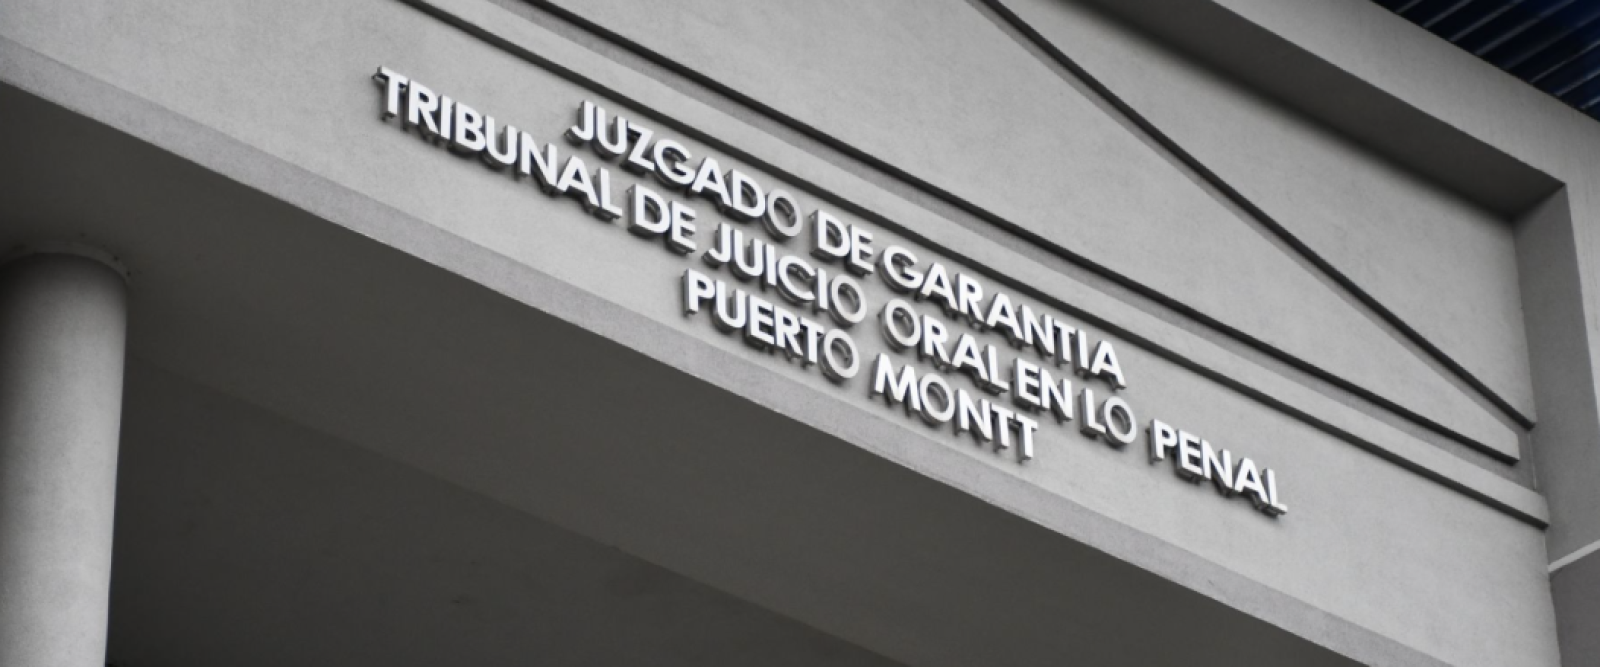 JUZGADO DE GARANTIA
TRIBUNAL DE JUICIO ORAL EN LO PENAL
PUERTO MONTT